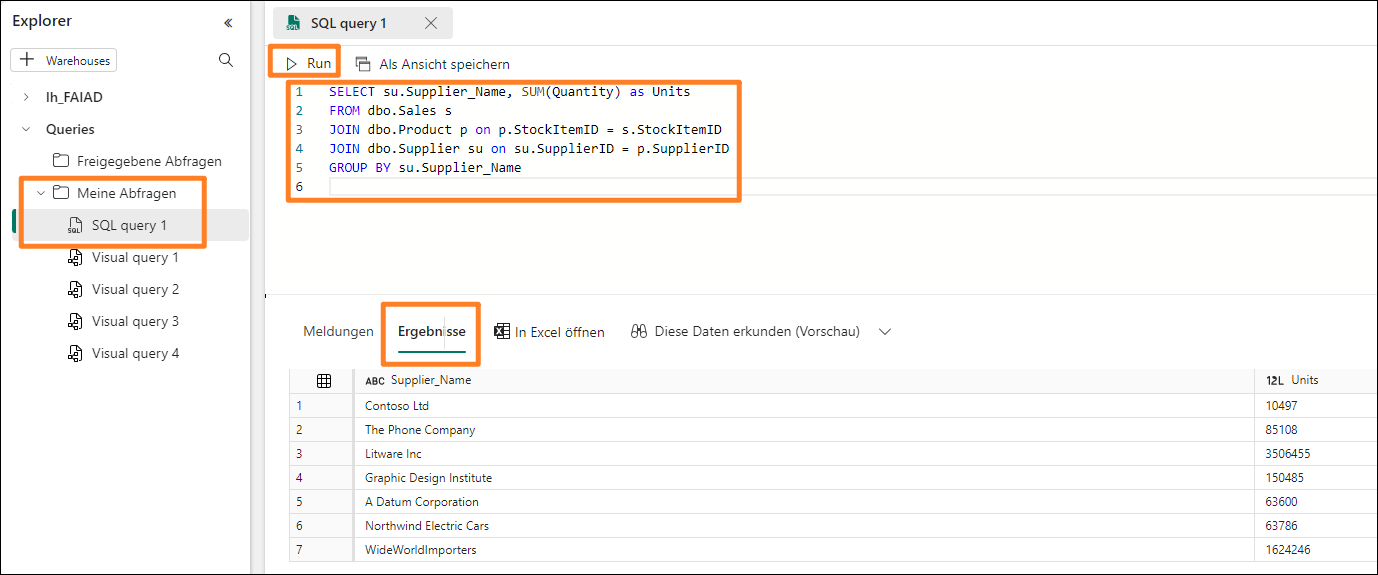 Explorer
«
+ Warehouses
lh_FAIAD
Queries
Freigegebene Abfragen
Meine Abfragen
SQL query 1
Visual query 1
Visual query 2
Visual query 3
Visual query 4
SQL query 1
Run Als Ansicht speichern
1 SELECT su.Supplier_Name, SUM(Quantity) as Units
2 FROM dbo.Sales s
3 JOIN dbo.Product p on p.StockItemID = s.StockItemID
4 JOIN dbo.Supplier su on su.SupplierID = p.SupplierID
5 GROUP BY su.Supplier_Name
6
Meldungen Ergebnisse In Excel öffnen Diese Daten erkunden (Vorschau)
ABC Supplier_Name 12L Units
1 Contoso Ltd 10497
2 The Phone Company 85108
3 Litware Inc 3506455
4 Graphic Design Institute 150485
5 A Datum Corporation 63600
6 Northwind Electric Cars 63786
7 WideWorldImporters 1624246